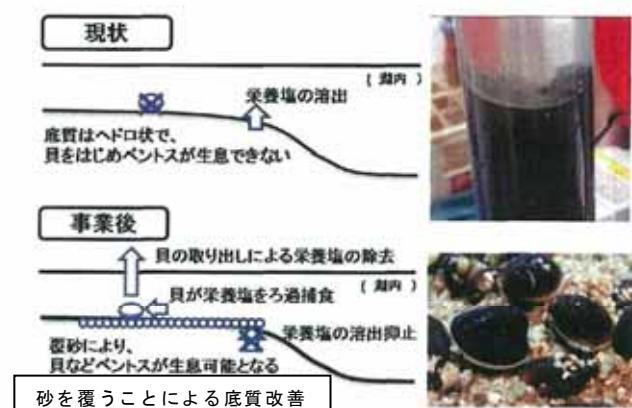 現状
(湖内)
栄養塩の溶出
底質はヘドロ状で、
貝をはじめベントスが生息できない
事業後
貝の取り出しによる栄養塩の除去
(湖内)
貝が栄養塩をろ過捕食
栄養塩の溶出抑止
覆砂により、
貝などベントスが生息可能となる
砂を覆うことによる底質改善